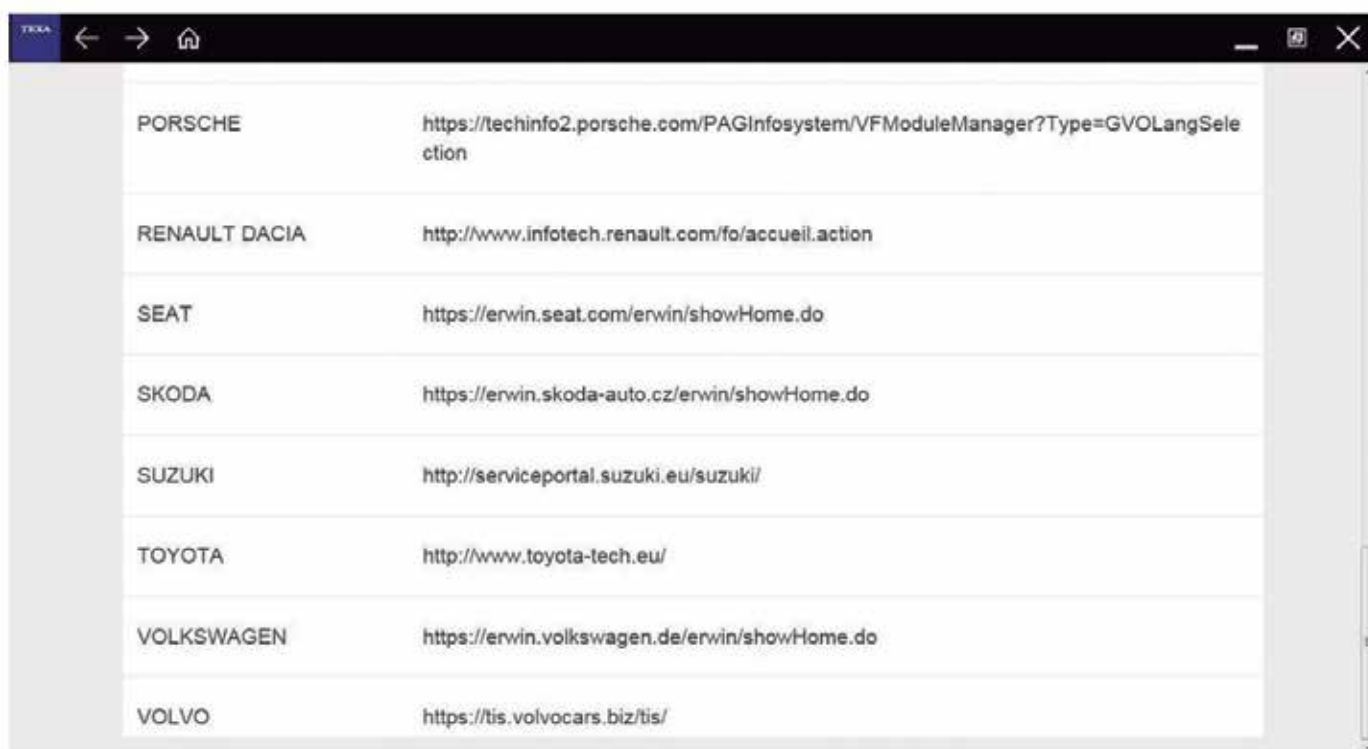 TEXA
PORSCHE https://techinfo2.porsche.com/PAGInfosystem/VFModuleManager?Type=GVOLangSele
ction
RENAULT DACIA http://www.infotech.renault.com/fo/accueil.action
SEAT https://erwin.seat.com/erwin/showHome.do
SKODA https://erwin.skoda-auto.cz/erwin/showHome.do
SUZUKI http://serviceportal.suzuki.eu/suzuki/
TOYOTA http://www.toyota-tech.eu/
VOLKSWAGEN https://erwin.volkswagen.de/erwin/showHome.do
VOLVO https://tis.volvocars.biz/tis/